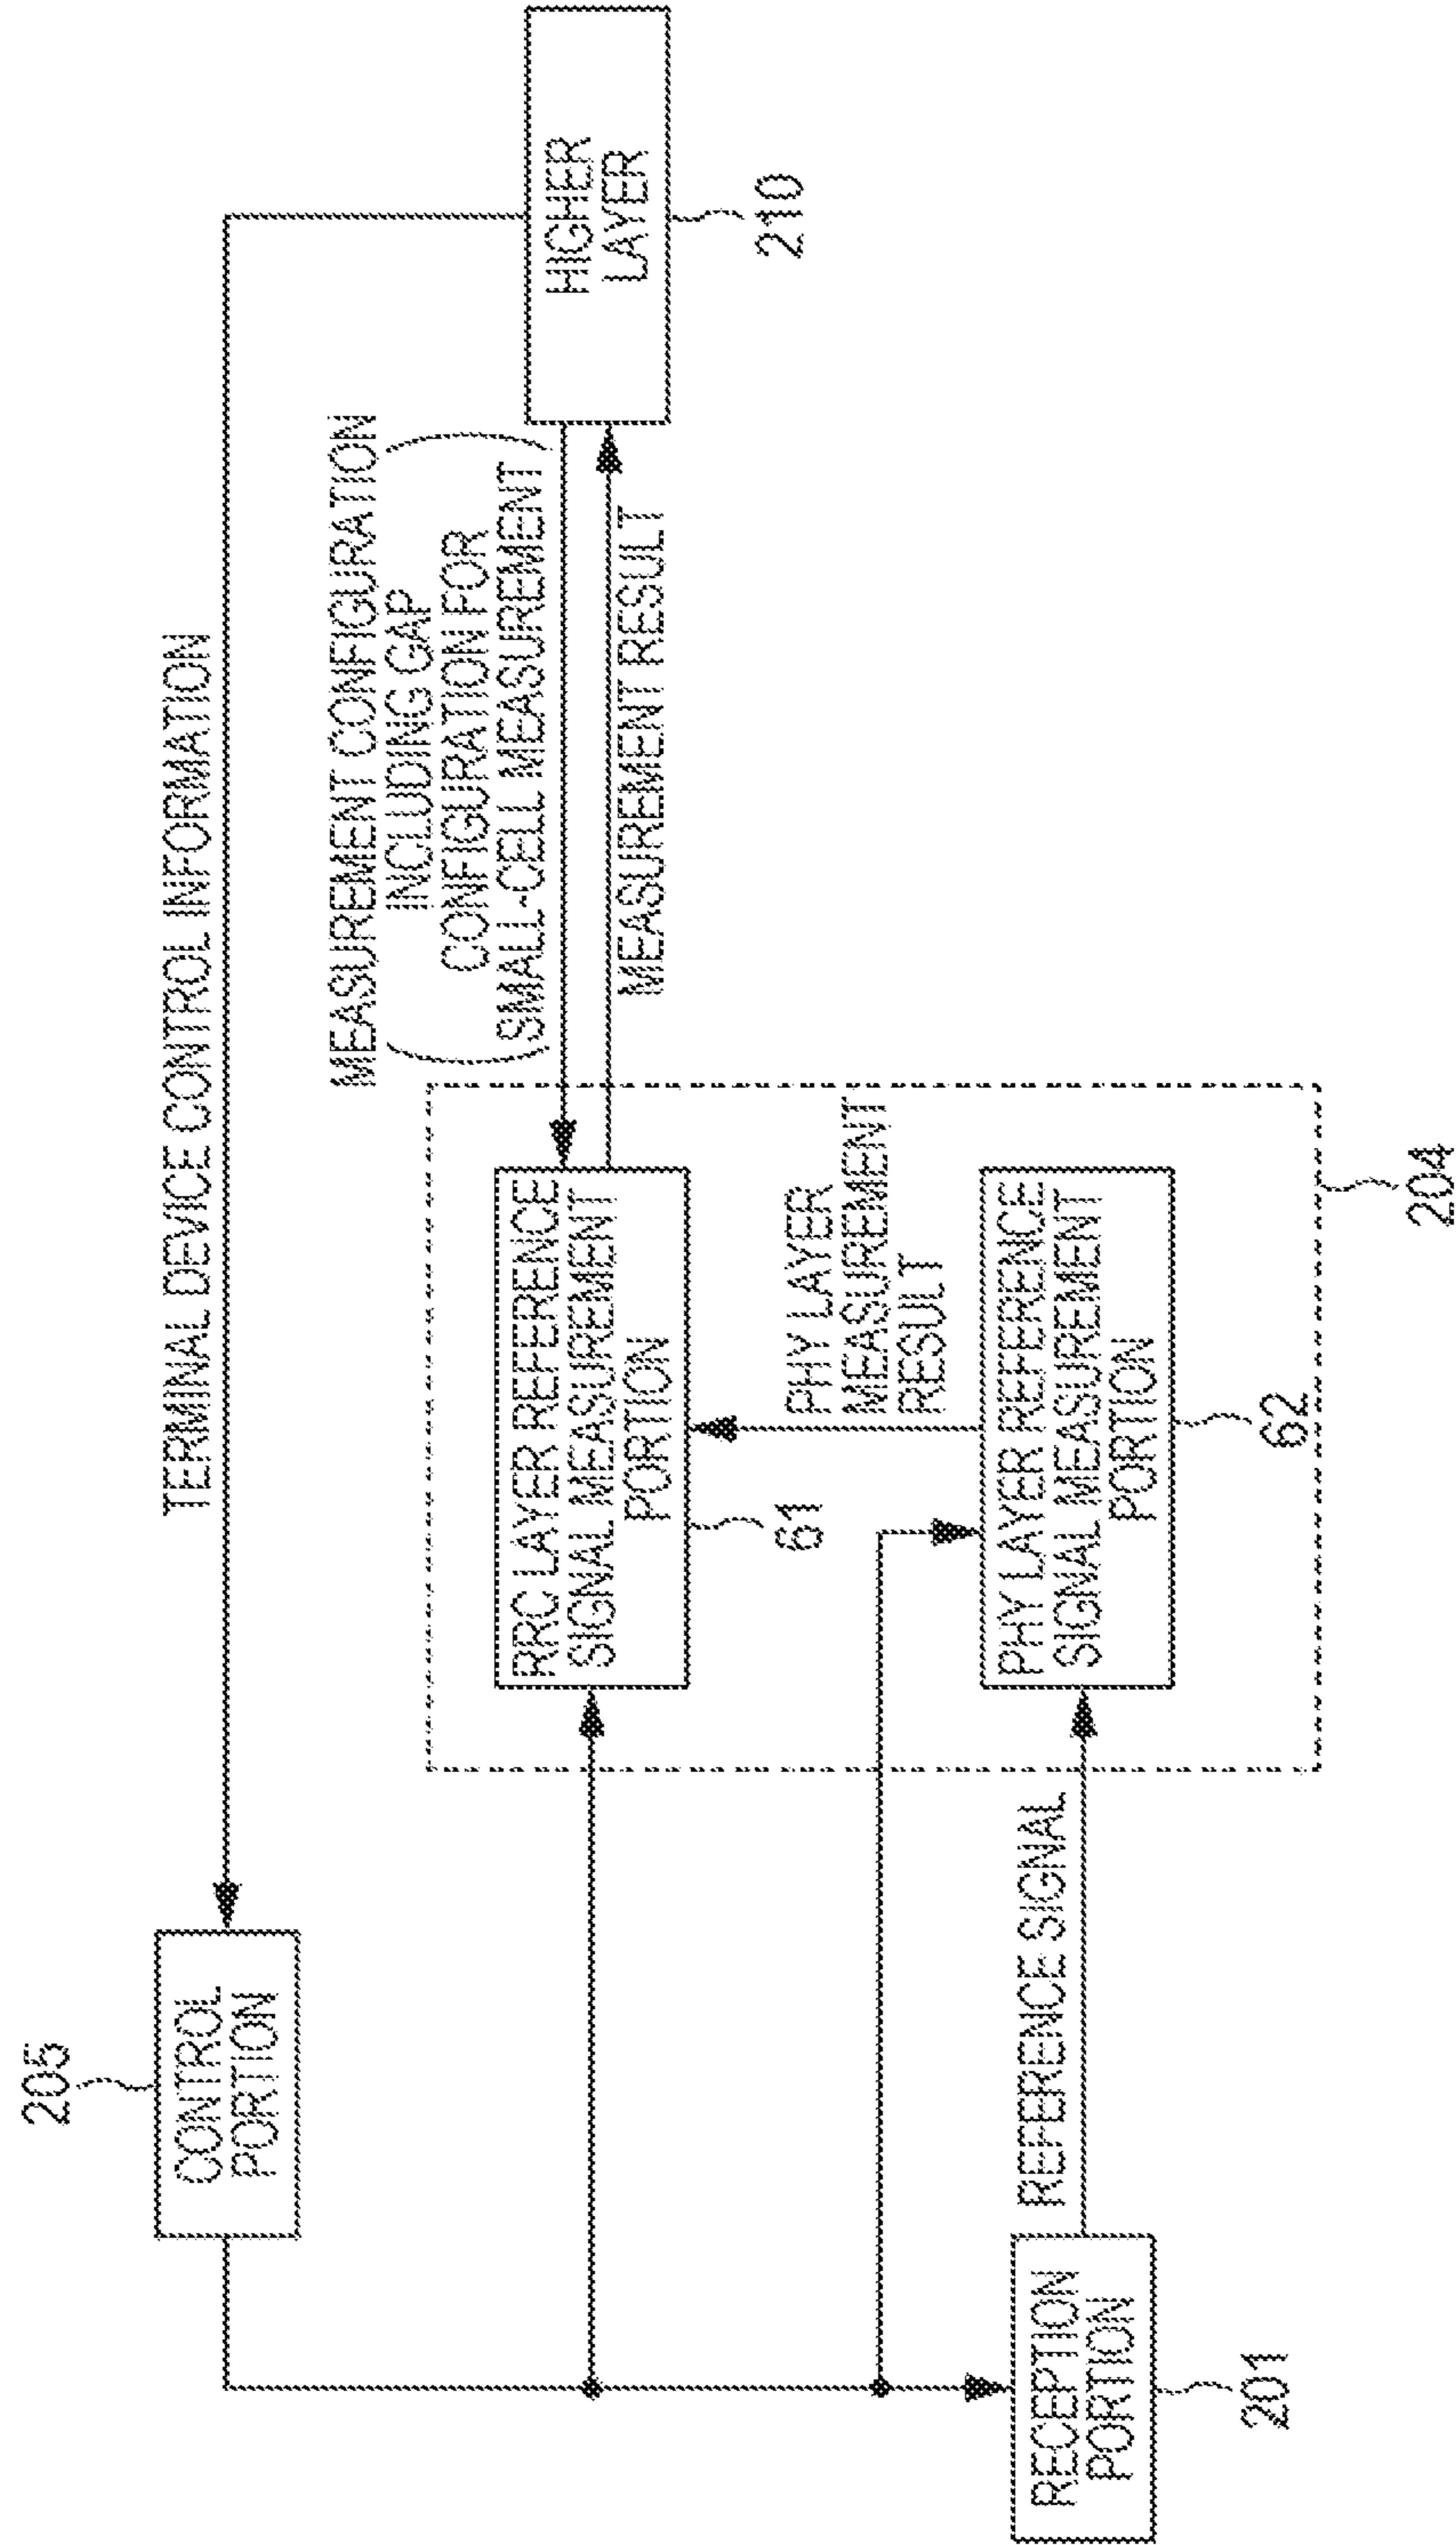 205
CONTROL
PORTION
TERMINAL DEVICE CONTROL INFORMATION
MEASUREMENT CONFIGURATION
INCLUDING GAP
CONFIGURATION FOR
SMALL-CELL MEASUREMENT
MEASUREMENT RESULT
HIGHER
LAYER
210
RRC LAYER REFERENCE
SIGNAL MEASUREMENT
PORTION
61
PHY LAYER
MEASUREMENT
RESULT
REFERENCE SIGNAL
PHY LAYER REFERENCE
SIGNAL MEASUREMENT
PORTION
62
204
RECEPTION
PORTION
201